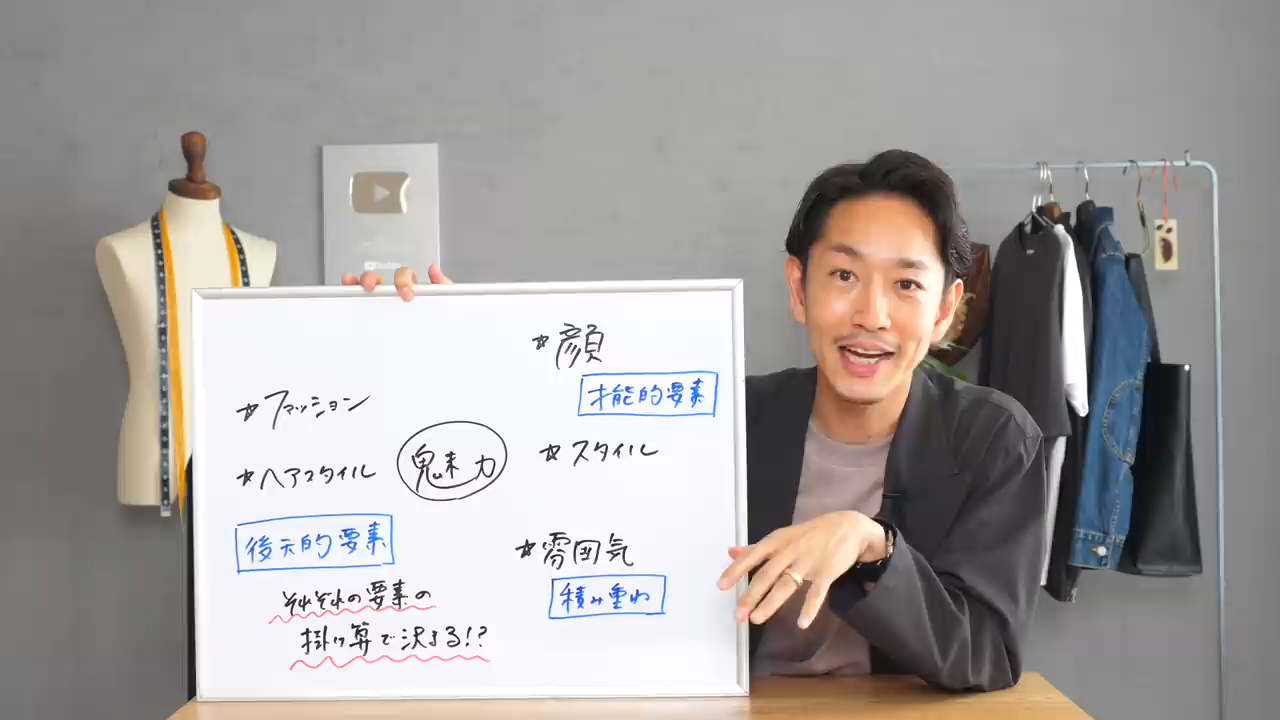 ☆顔
才能的要素
☆ファッション
☆スタイル
☆ヘアスタイル
魅力
後天的要素
☆雰囲気
積み重ね
それぞれの要素の
掛け算で決まる!?